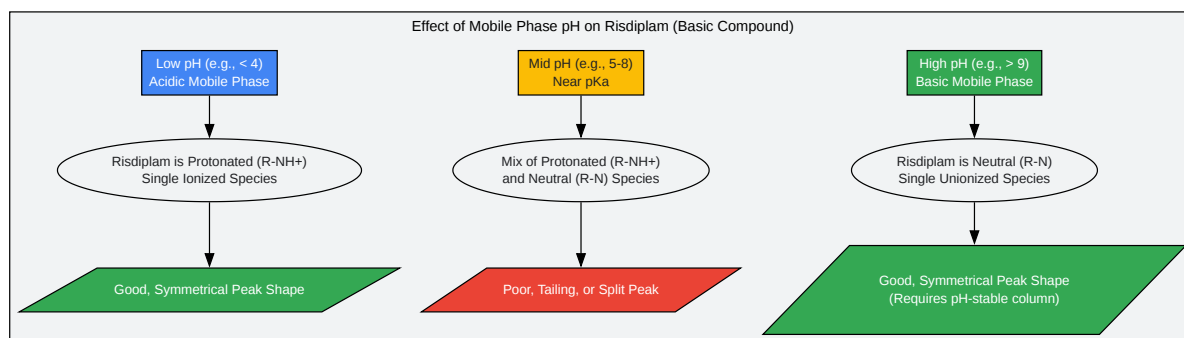 Effect of Mobile Phase pH on Risdiplam (Basic Compound)
Low pH (e.g., < 4)
Acidic Mobile Phase
Mid pH (e.g., 5-8)
Near pKa
High pH (e.g., > 9)
Basic Mobile Phase
Risdiplam is Protonated (R-NH+)
Single Ionized Species
Mix of Protonated (R-NH+)
and Neutral (R-N) Species
Risdiplam is Neutral (R-N)
Single Unionized Species
Good, Symmetrical Peak Shape
Poor, Tailing, or Split Peak
Good, Symmetrical Peak Shape
(Requires pH-stable column)